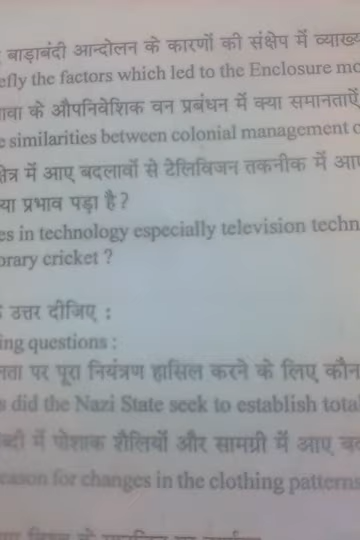 बाड़ाबंदी आन्दोलन के कारणों की संक्षेप में व्याख्य
efly the factors which led to the Enclosure mo
ावा के औपनिवेशिक वन प्रबंधन में क्या समानताऐं
e similarities between colonial management o
क्षेत्र में आए बदलावों से टेलिविजन तकनीक में आए
या प्रभाव पड़ा है ?
es in technology especially television techn
orary cricket ?
उत्तर दीजिए :
ing questions :
नता पर पूरा नियंत्रण हासिल करने के लिए कौन
s did the Nazi State seek to establish total
ब्दी में पोशाक शैलियों और सामग्री में आए बद
eason for changes in the clothing patterns